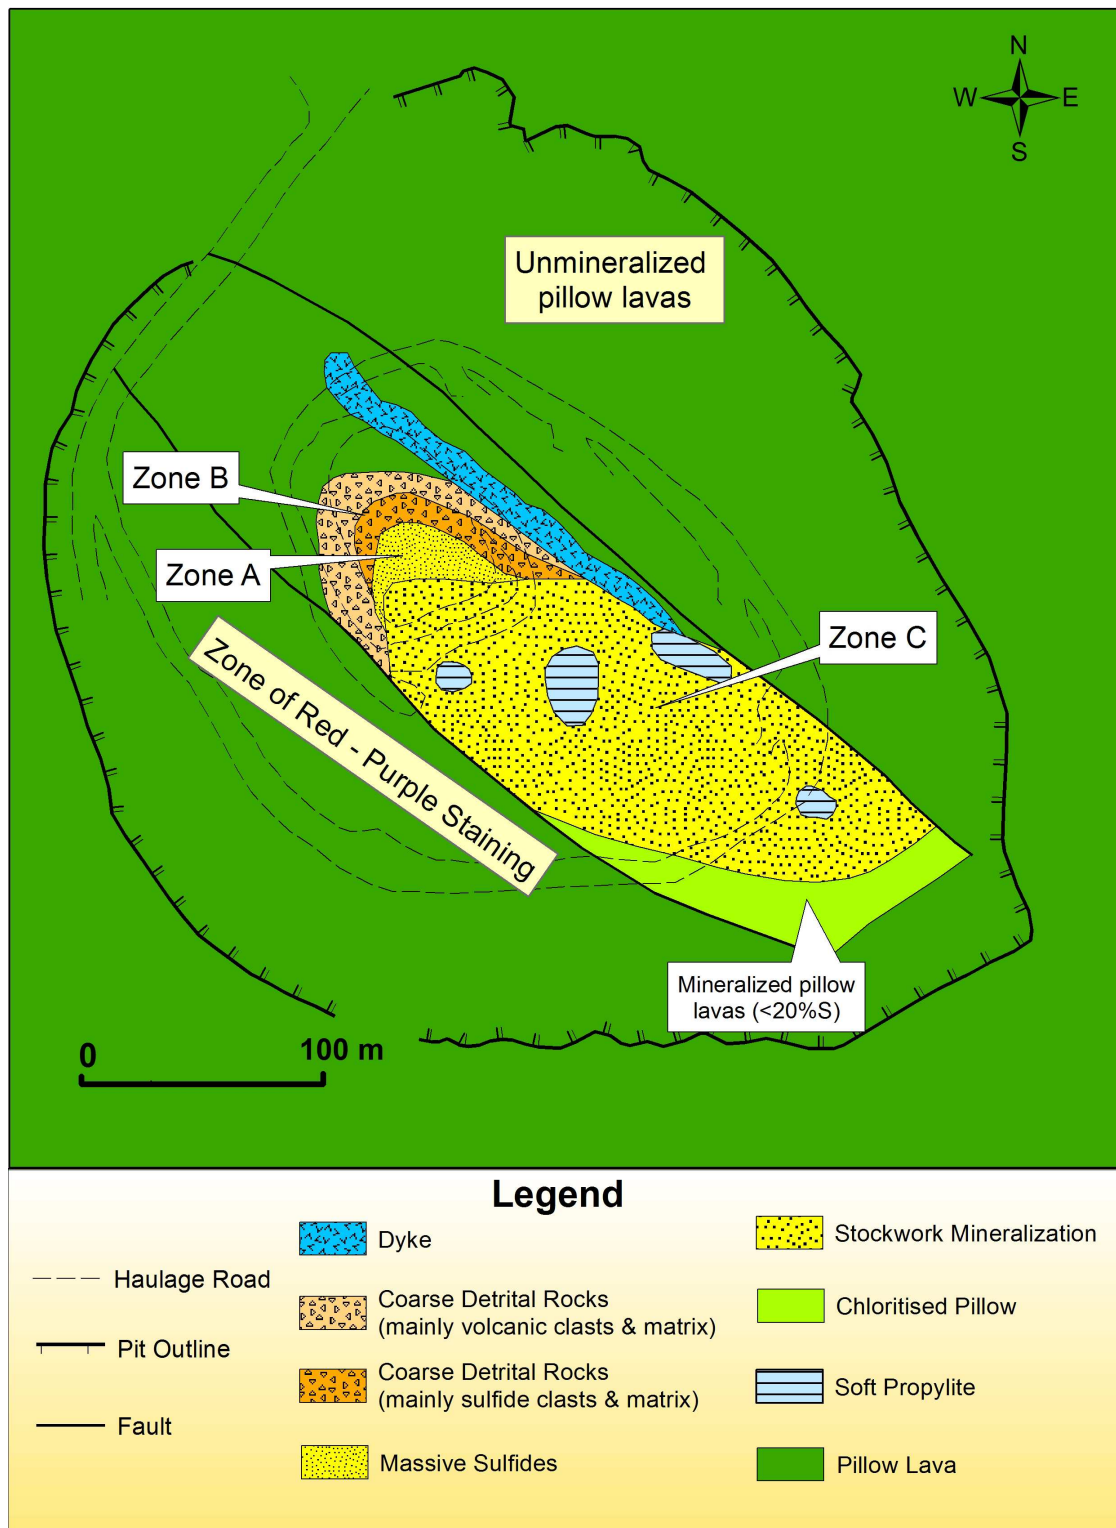 N
W E
S
Unmineralized
pillow lavas
Zone B
Zone A
Zone C
Zone of Red - Purple Staining
Mineralized pillow
lavas (<20%S)
0 100 m
Legend
Haulage Road
Pit Outline
Fault
Dyke
Coarse Detrital Rocks
(mainly volcanic clasts & matrix)
Coarse Detrital Rocks
(mainly sulfide clasts & matrix)
Massive Sulfides
Stockwork Mineralization
Chloritised Pillow
Soft Propylite
Pillow Lava